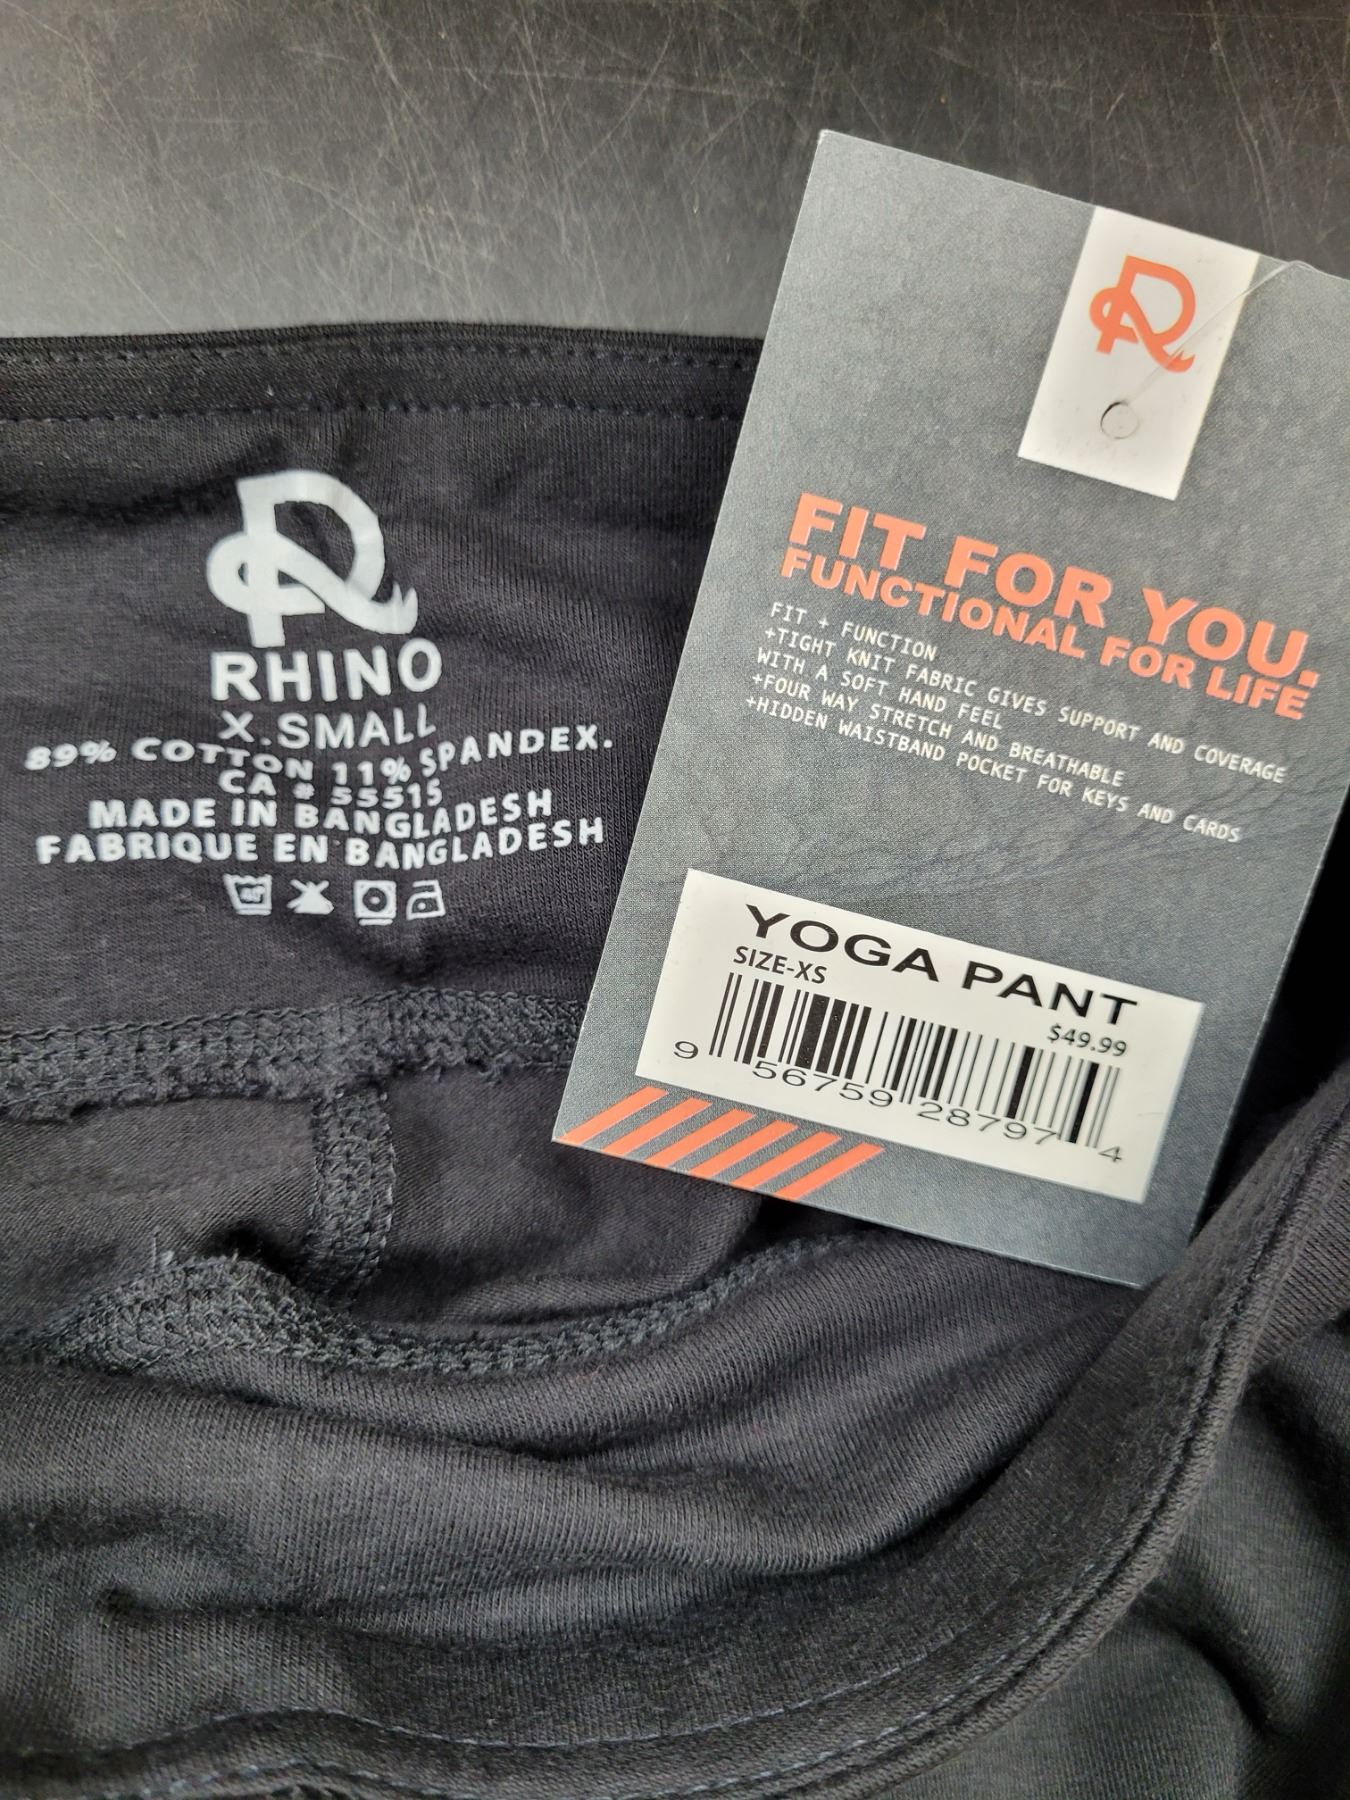 RHINO
X.SMALL
89% COTTON 11% SPANDEX.
CA # 55515
MADE IN BANGLADESH
FABRIQUE EN BANGLADESH
40°
R
FIT FOR YOU.
FUNCTIONAL FOR LIFE
FIT + FUNCTION
+TIGHT KNIT FABRIC GIVES SUPPORT AND COVERAGE
WITH A SOFT HAND FEEL
+FOUR WAY STRETCH AND BREATHABLE
+HIDDEN WAISTBAND POCKET FOR KEYS AND CARDS
YOGA PANT
SIZE-XS
$49.99
9 56759 28797 4